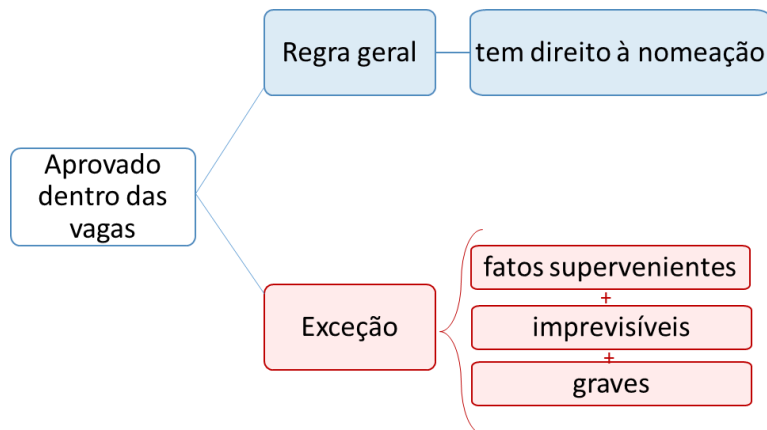 Regra geral
tem direito à nomeação
Aprovado
dentro das
vagas
Exceção
fatos supervenientes
+
imprevisíveis
+
graves